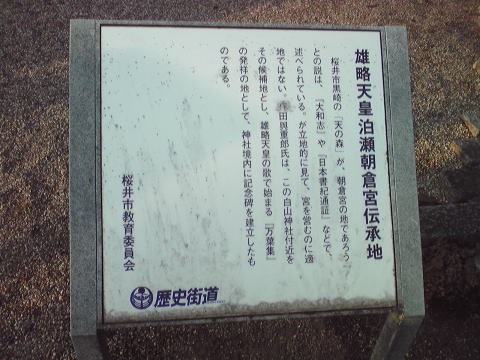 雄略天皇泊瀬朝倉宮伝承地
桜井市黒崎の「天の森」が、朝倉宮の地であろう
との説は、『大和志』や『日本書紀通証』などで、
述べられている。が立地的に見て、宮を営むのに適
地ではない。保田與重郎氏は、この白山神社付近を
その候補地とし、雄略天皇の歌で始まる『万葉集』
の発祥の地として、神社境内に記念碑を建立したも
のである。
桜井市教育委員会
歴史街道